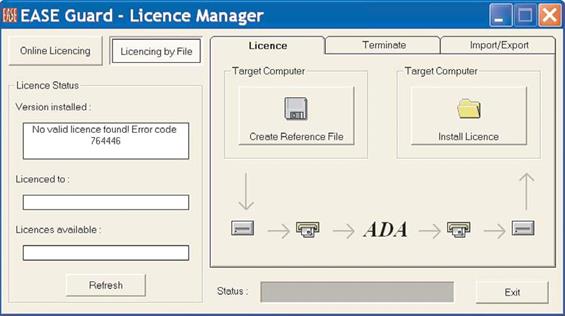 EASE EASE Guard - Licence Manager
Online Licencing
Licencing by File
Licence Status
Version installed :
No valid licence found! Error code
764446
Licenced to :
Licences available :
Refresh
Licence
Terminate
Import/Export
Target Computer
Create Reference File
Target Computer
Install Licence
ADA
Status :
Exit